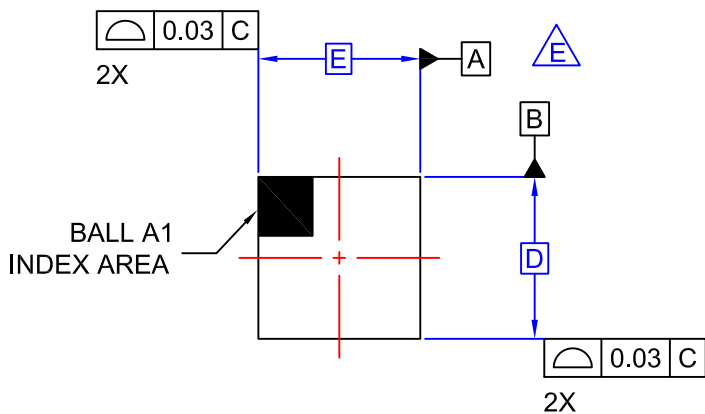 ⌓ 0.03 C
2X
E
A
E
B
BALL A1
INDEX AREA
D
⌓ 0.03 C
2X